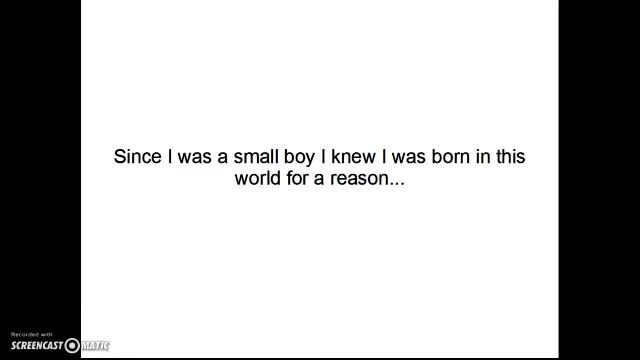 Since I was a small boy I knew I was born in this
world for a reason...
Recorded with
SCREENCAST MATIC